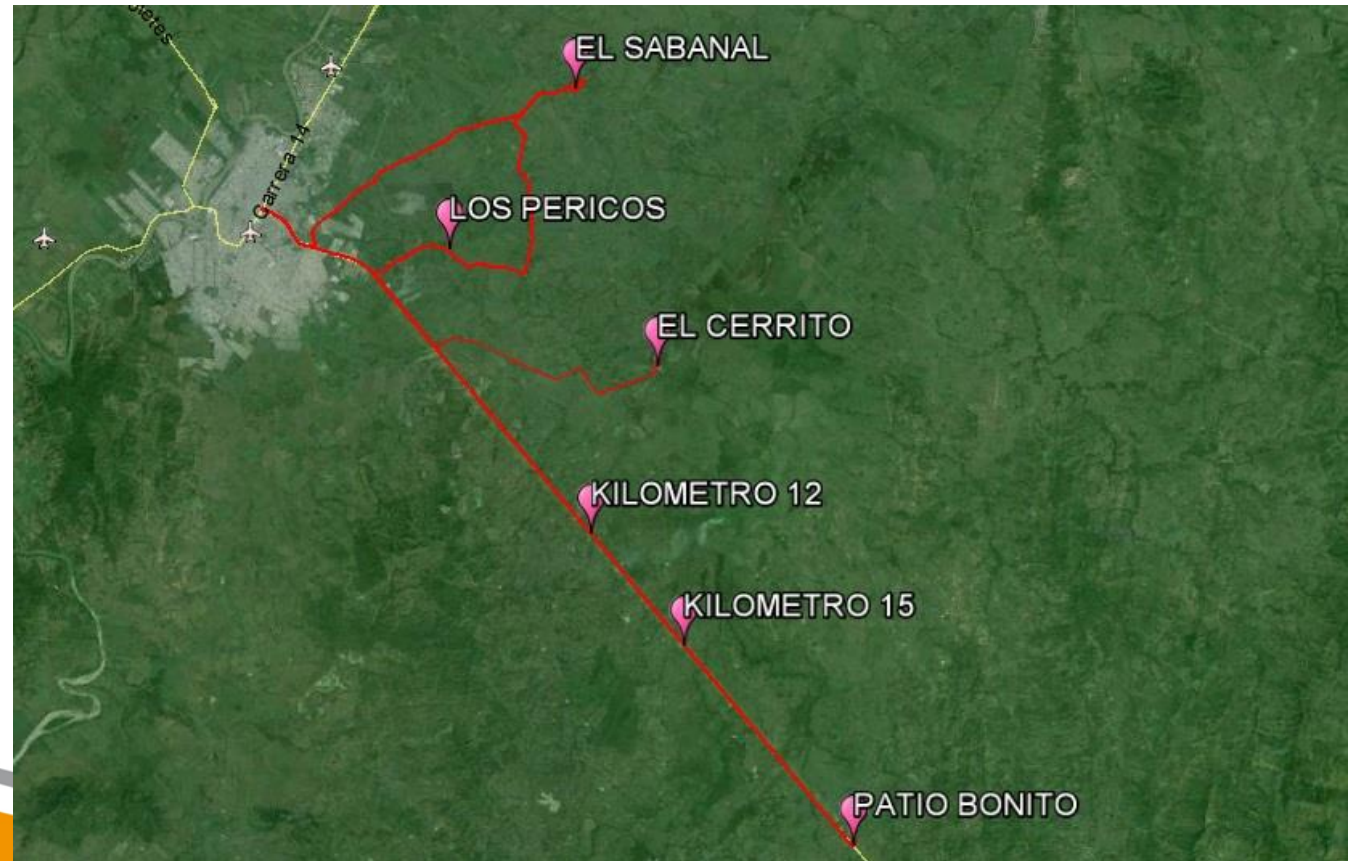 EL SABANAL
Carrera 14
LOS PERICOS
EL CERRITO
KILOMETRO 12
KILOMETRO 15
PATIO BONITO